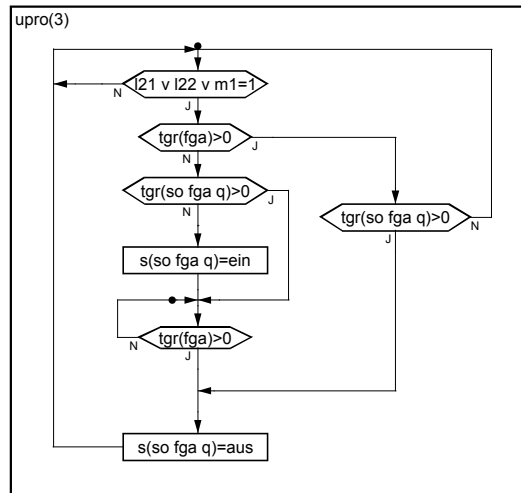 upro(3)
l21 v l22 v m1=1
N
J
tgr(fga)>0
J
N
tgr(so fga q)>0
J
N
tgr(so fga q)>0
N
J
s(so fga q)=ein
tgr(fga)>0
N
J
s(so fga q)=aus